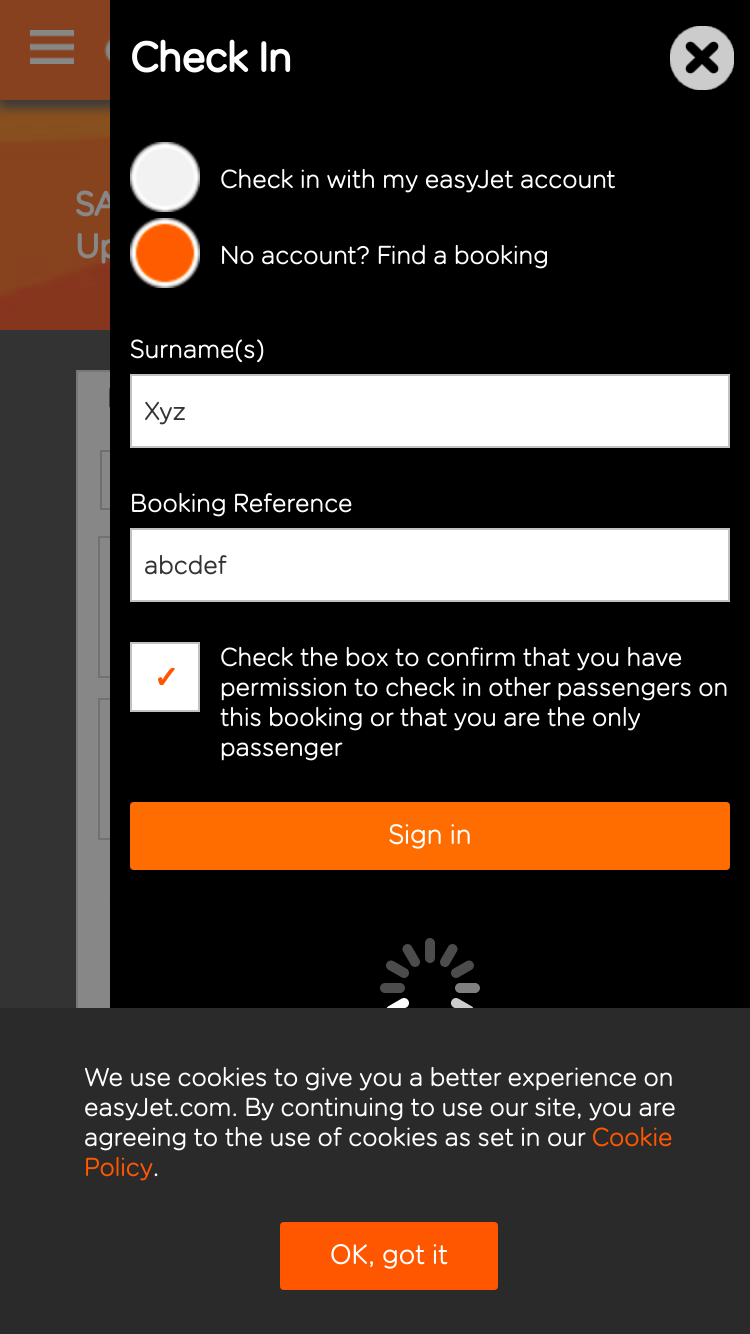 Check In
Check in with my easyJet account
No account? Find a booking
Surname(s)
Xyz
Booking Reference
abcdef
Check the box to confirm that you have
permission to check in other passengers on
this booking or that you are the only
passenger
Sign in
We use cookies to give you a better experience on
easyJet.com. By continuing to use our site, you are
agreeing to the use of cookies as set in our Cookie
Policy.
OK, got it